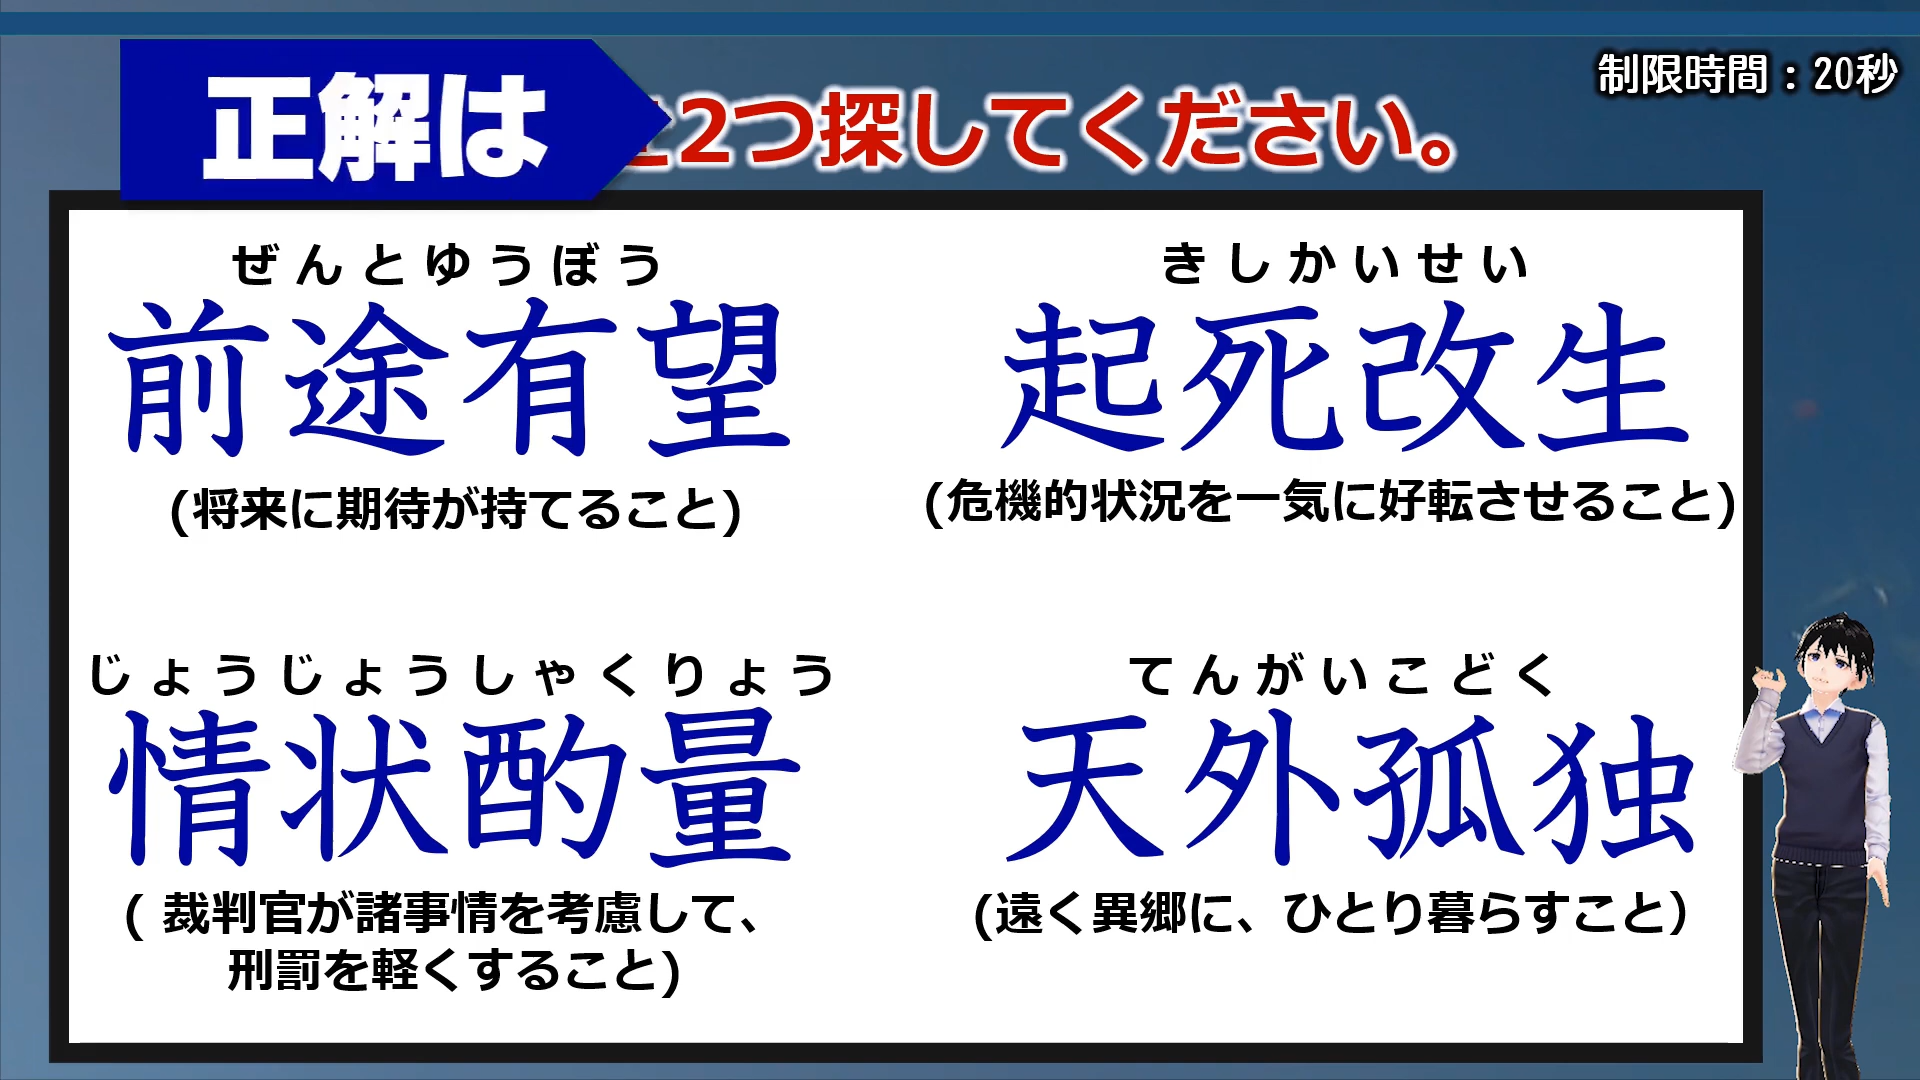 正解は
2つ探してください。
制限時間：20秒
ぜんとゆうぼう
前途有望
(将来に期待が持てること)
きしかいせい
起死改生
(危機的状況を一気に好転させること)
じょうじょうしゃくりょう
情状酌量
( 裁判官が諸事情を考慮して、
刑罰を軽くすること)
てんがいこどく
天外孤独
(遠く異郷に、ひとり暮らすこと)